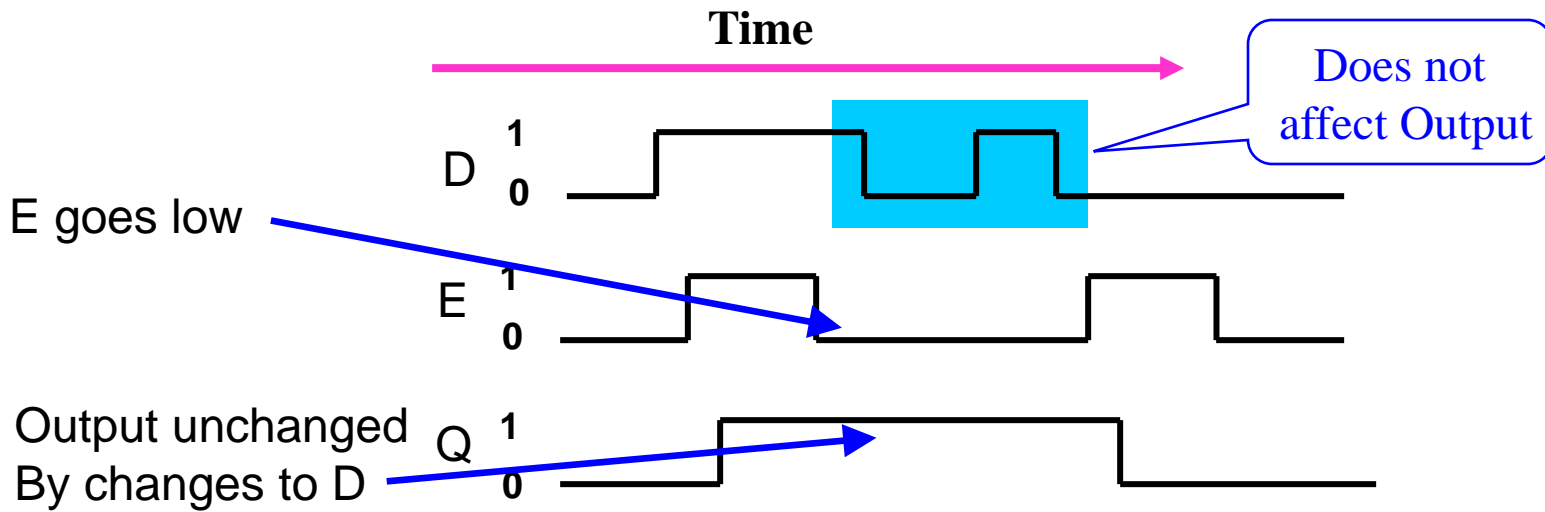 Time
Does not
affect Output
1
D
0
E goes low
1
E
0
Output unchanged
Q
1
By changes to D
0